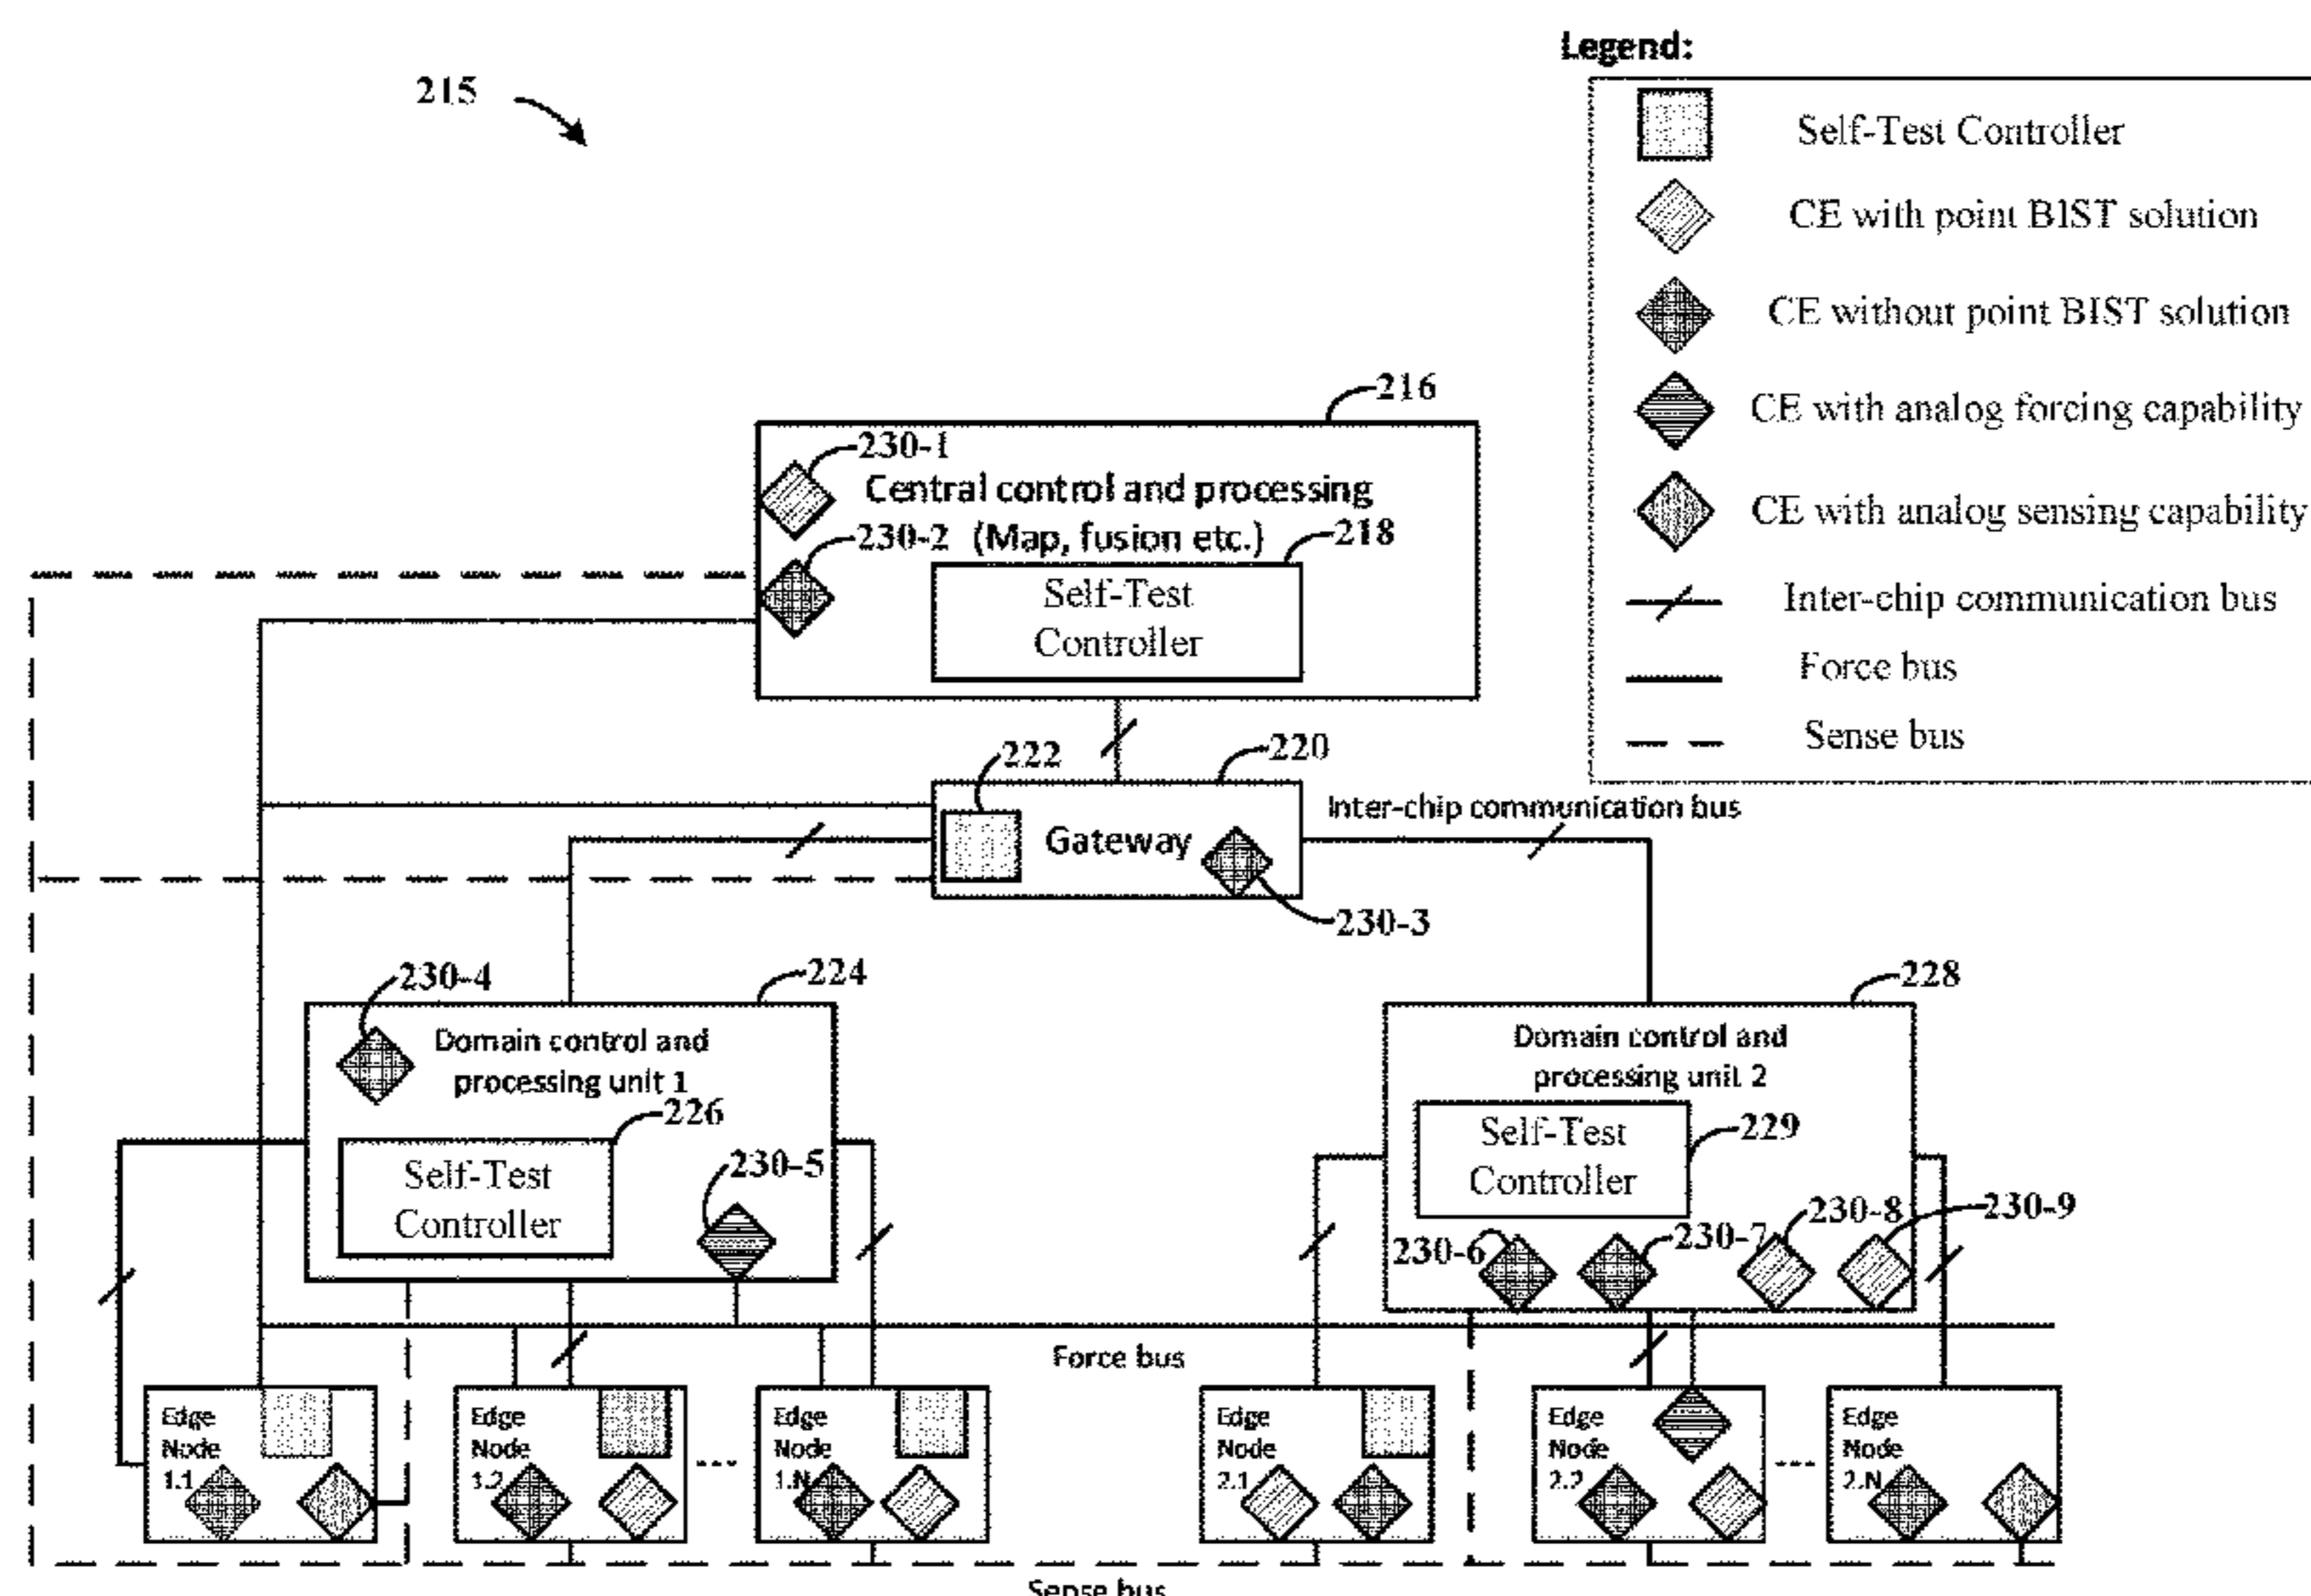 Legend:
215
Self-Test Controller
CE with point BIST solution
CE without point BIST solution
CE with analog forcing capability
CE with analog sensing capability
Inter-chip communication bus
Force bus
Sense bus
216
230-1
Central control and processing
230-2 (Map, fusion etc.)
218
Self-Test
Controller
222
220
Inter-chip communication bus
Gateway
230-3
230-4
224
228
Domain control and
processing unit 1
226
Self-Test
Controller
230-5
Domain control and
processing unit 2
Self-Test
Controller
229
230-6
230-7
230-8
230-9
Force bus
Edge
Node
1.1
Edge
Node
1.2
...
Edge
Node
1.N
Edge
Node
2.1
Edge
Node
2.2
...
Edge
Node
2.N
Sense bus